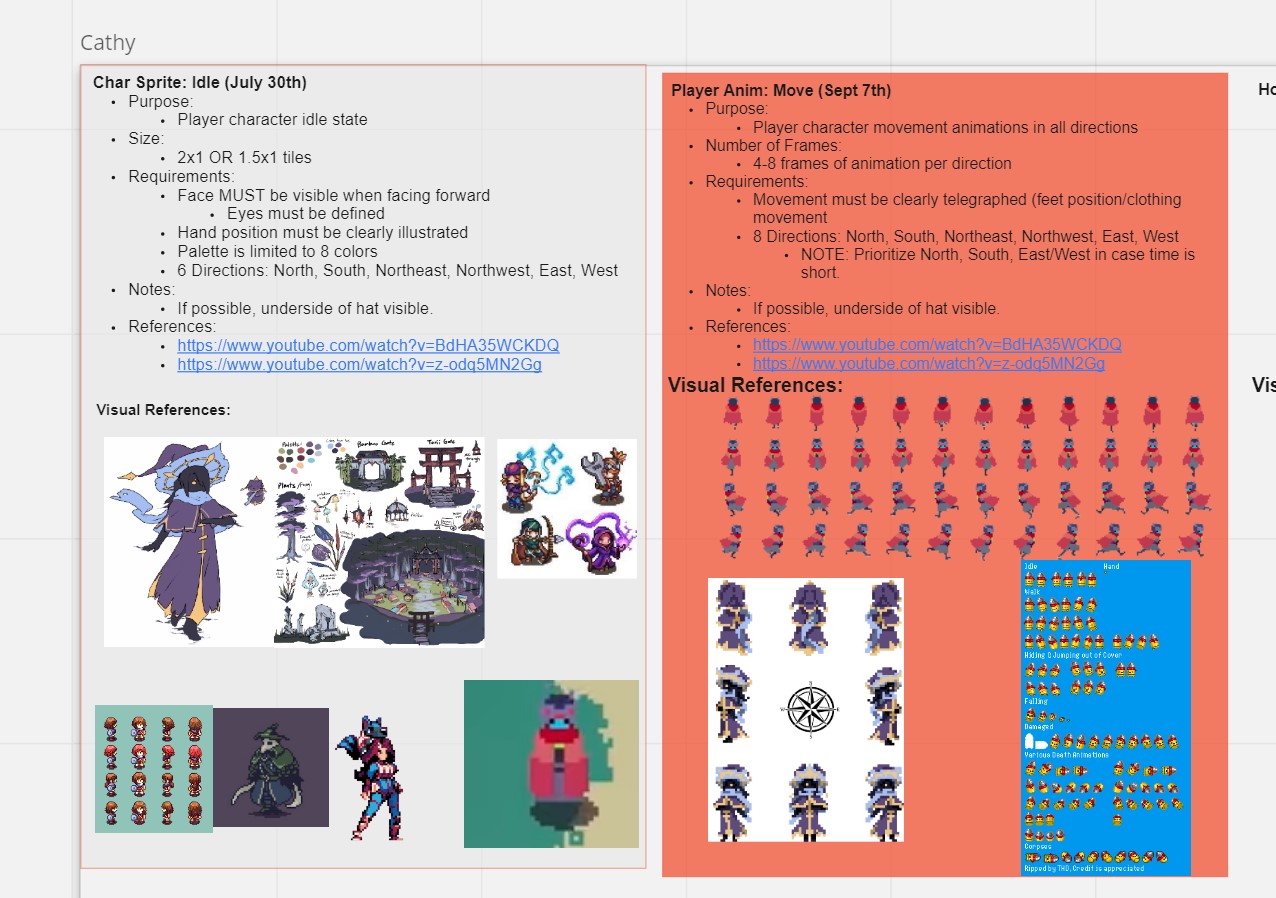 Cathy
Char Sprite: Idle (July 30th)
• Purpose:
• Player character idle state
• Size:
• 2x1 OR 1.5x1 tiles
• Requirements:
• Face MUST be visible when facing forward
• Eyes must be defined
• Hand position must be clearly illustrated
• Palette is limited to 8 colors
• 6 Directions: North, South, Northeast, Northwest, East, West
• Notes:
• If possible, underside of hat visible.
• References:
• https://www.youtube.com/watch?v=BdHA35WCKDQ
• https://www.youtube.com/watch?v=z-odq5MN2Gg
Visual References:
Palette:
Bamboo Gate
Torii Gate
Plants/Fungi
Player Anim: Move (Sept 7th)
• Purpose:
• Player character movement animations in all directions
• Number of Frames:
• 4-8 frames of animation per direction
• Requirements:
• Movement must be clearly telegraphed (feet position/clothing
movement
• 8 Directions: North, South, Northeast, Northwest, East, West
• NOTE: Prioritize North, South, East/West in case time is
short.
• Notes:
• If possible, underside of hat visible.
• References:
• https://www.youtube.com/watch?v=BdHA35WCKDQ
• https://www.youtube.com/watch?v=z-odq5MN2Gg
Visual References:
Idle
Hand
Walk
Hiding & Jumping out of Cover
Falling
Damaged
Various Death Animations
Corpses
Ripped by THD, Credit is appreciated
Ho
Vis